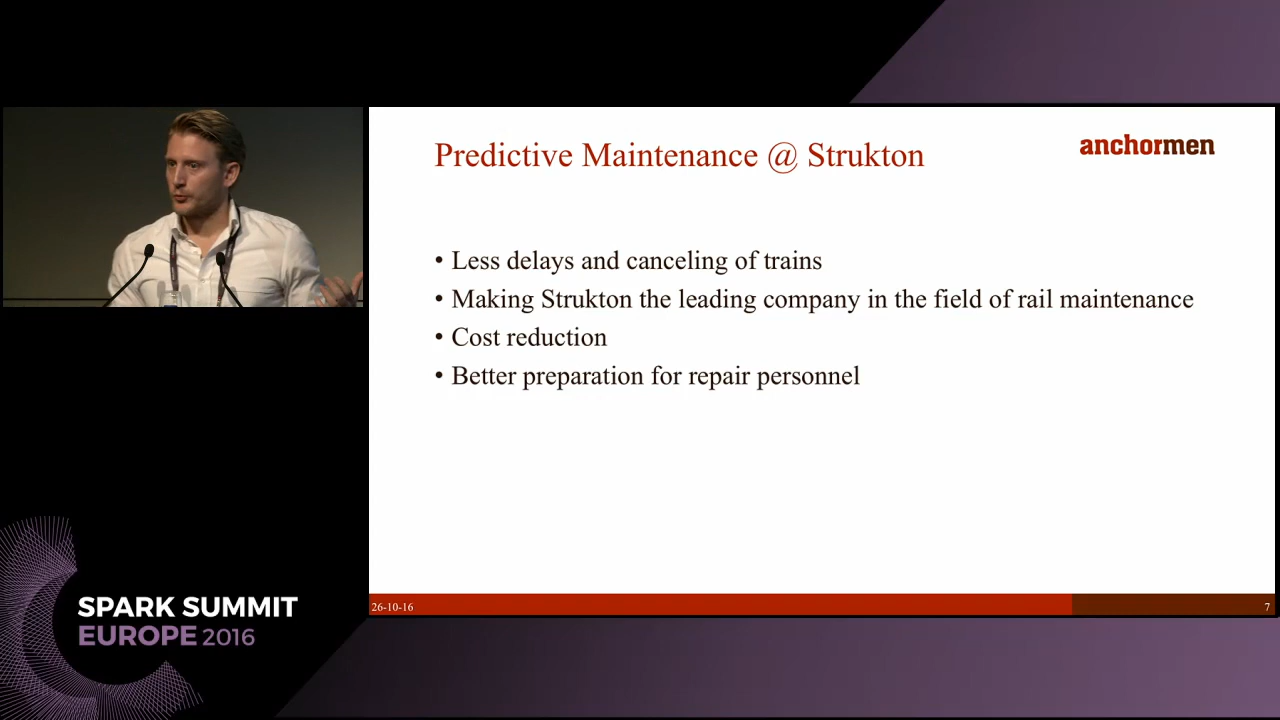 Predictive Maintenance @ Strukton
anchormen
• Less delays and canceling of trains
• Making Strukton the leading company in the field of rail maintenance
• Cost reduction
• Better preparation for repair personnel
26-10-16
7
SPARK SUMMIT
EUROPE 2016